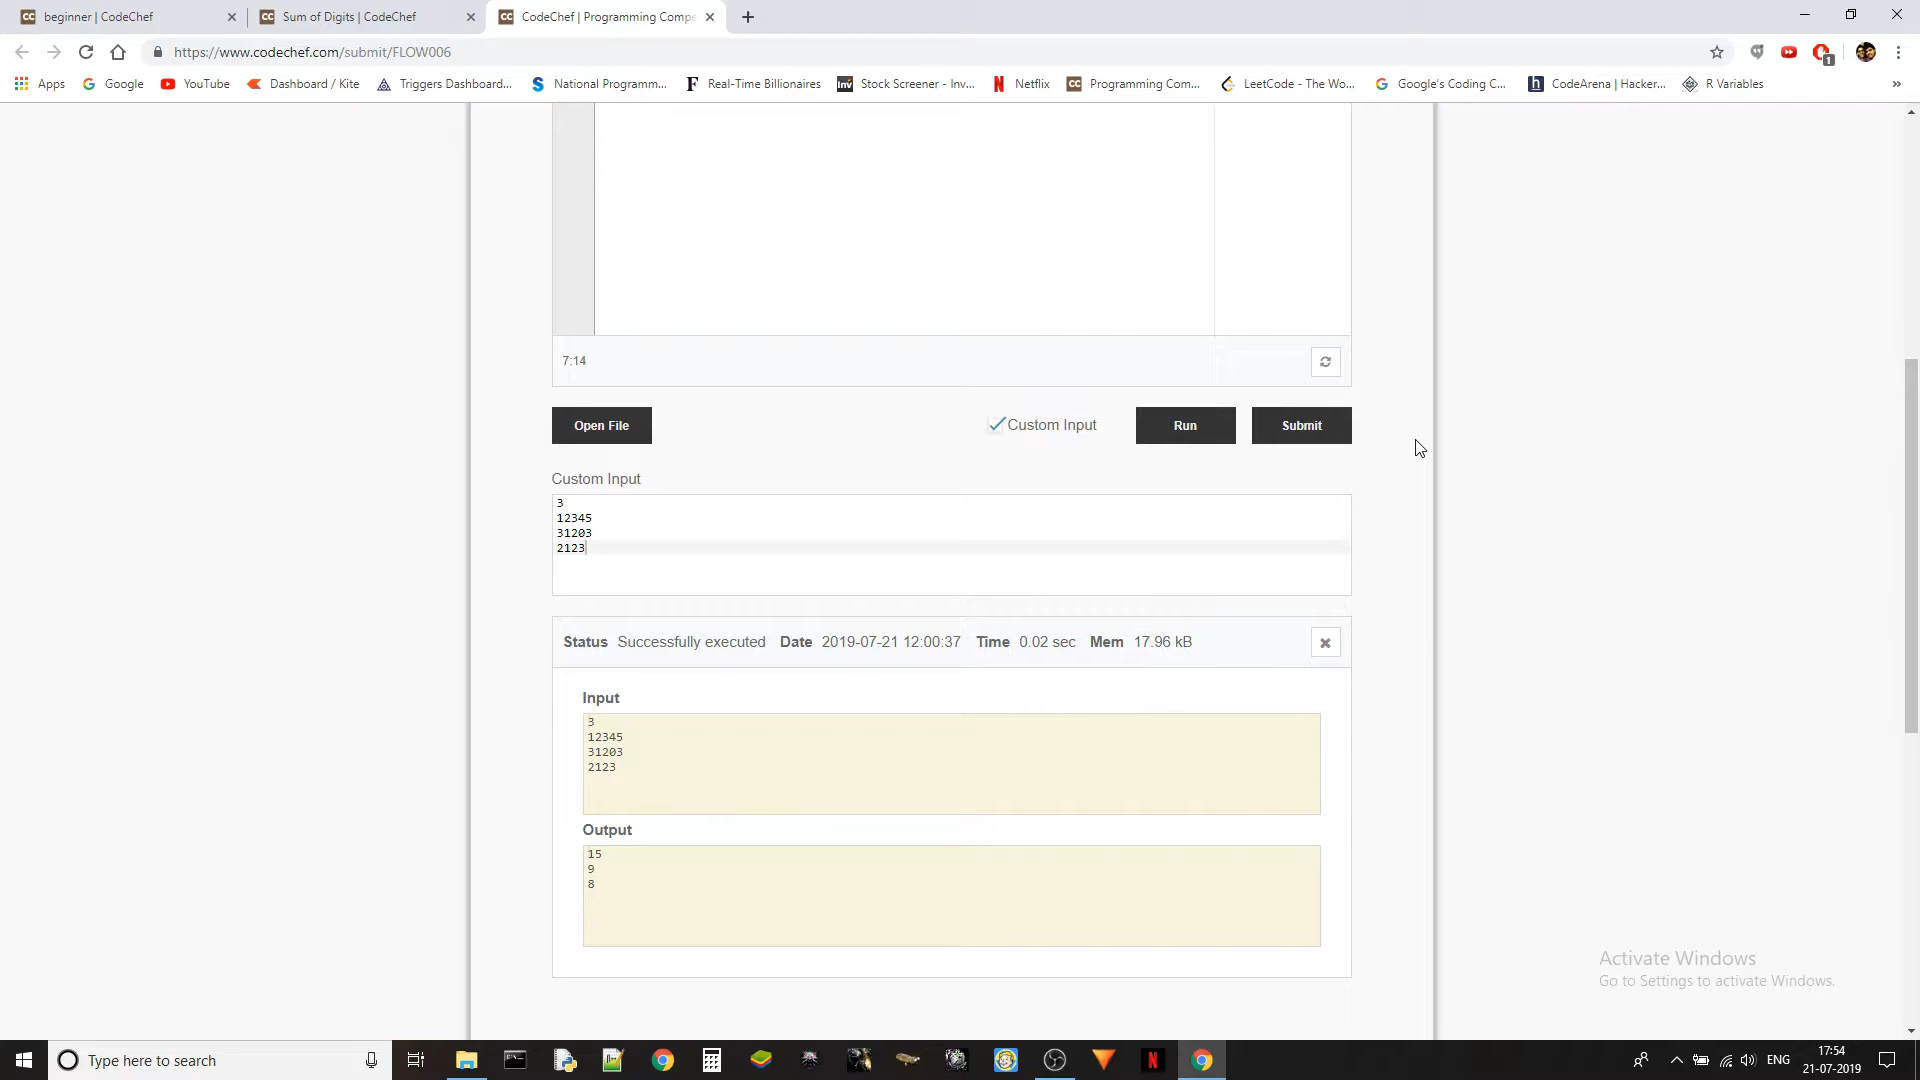 beginner | CodeChef
Sum of Digits | CodeChef
CodeChef | Programming Compe
https://www.codechef.com/submit/FLOW006
1
Apps
Google
YouTube
Dashboard / Kite
Triggers Dashboard...
National Programm...
Real-Time Billionaires
Stock Screener - Inv...
Netflix
Programming Com...
LeetCode - The Wo...
Google's Coding C...
CodeArena | Hacker...
R Variables
»
7:14
Open File
Custom Input
Run
Submit
Custom Input
3
12345
31203
2123
Status Successfully executed Date 2019-07-21 12:00:37 Time 0.02 sec Mem 17.96 kB
Input
3
12345
31203
2123
Output
15
9
8
Activate Windows
Go to Settings to activate Windows.
Type here to search
ENG
17:54
21-07-2019